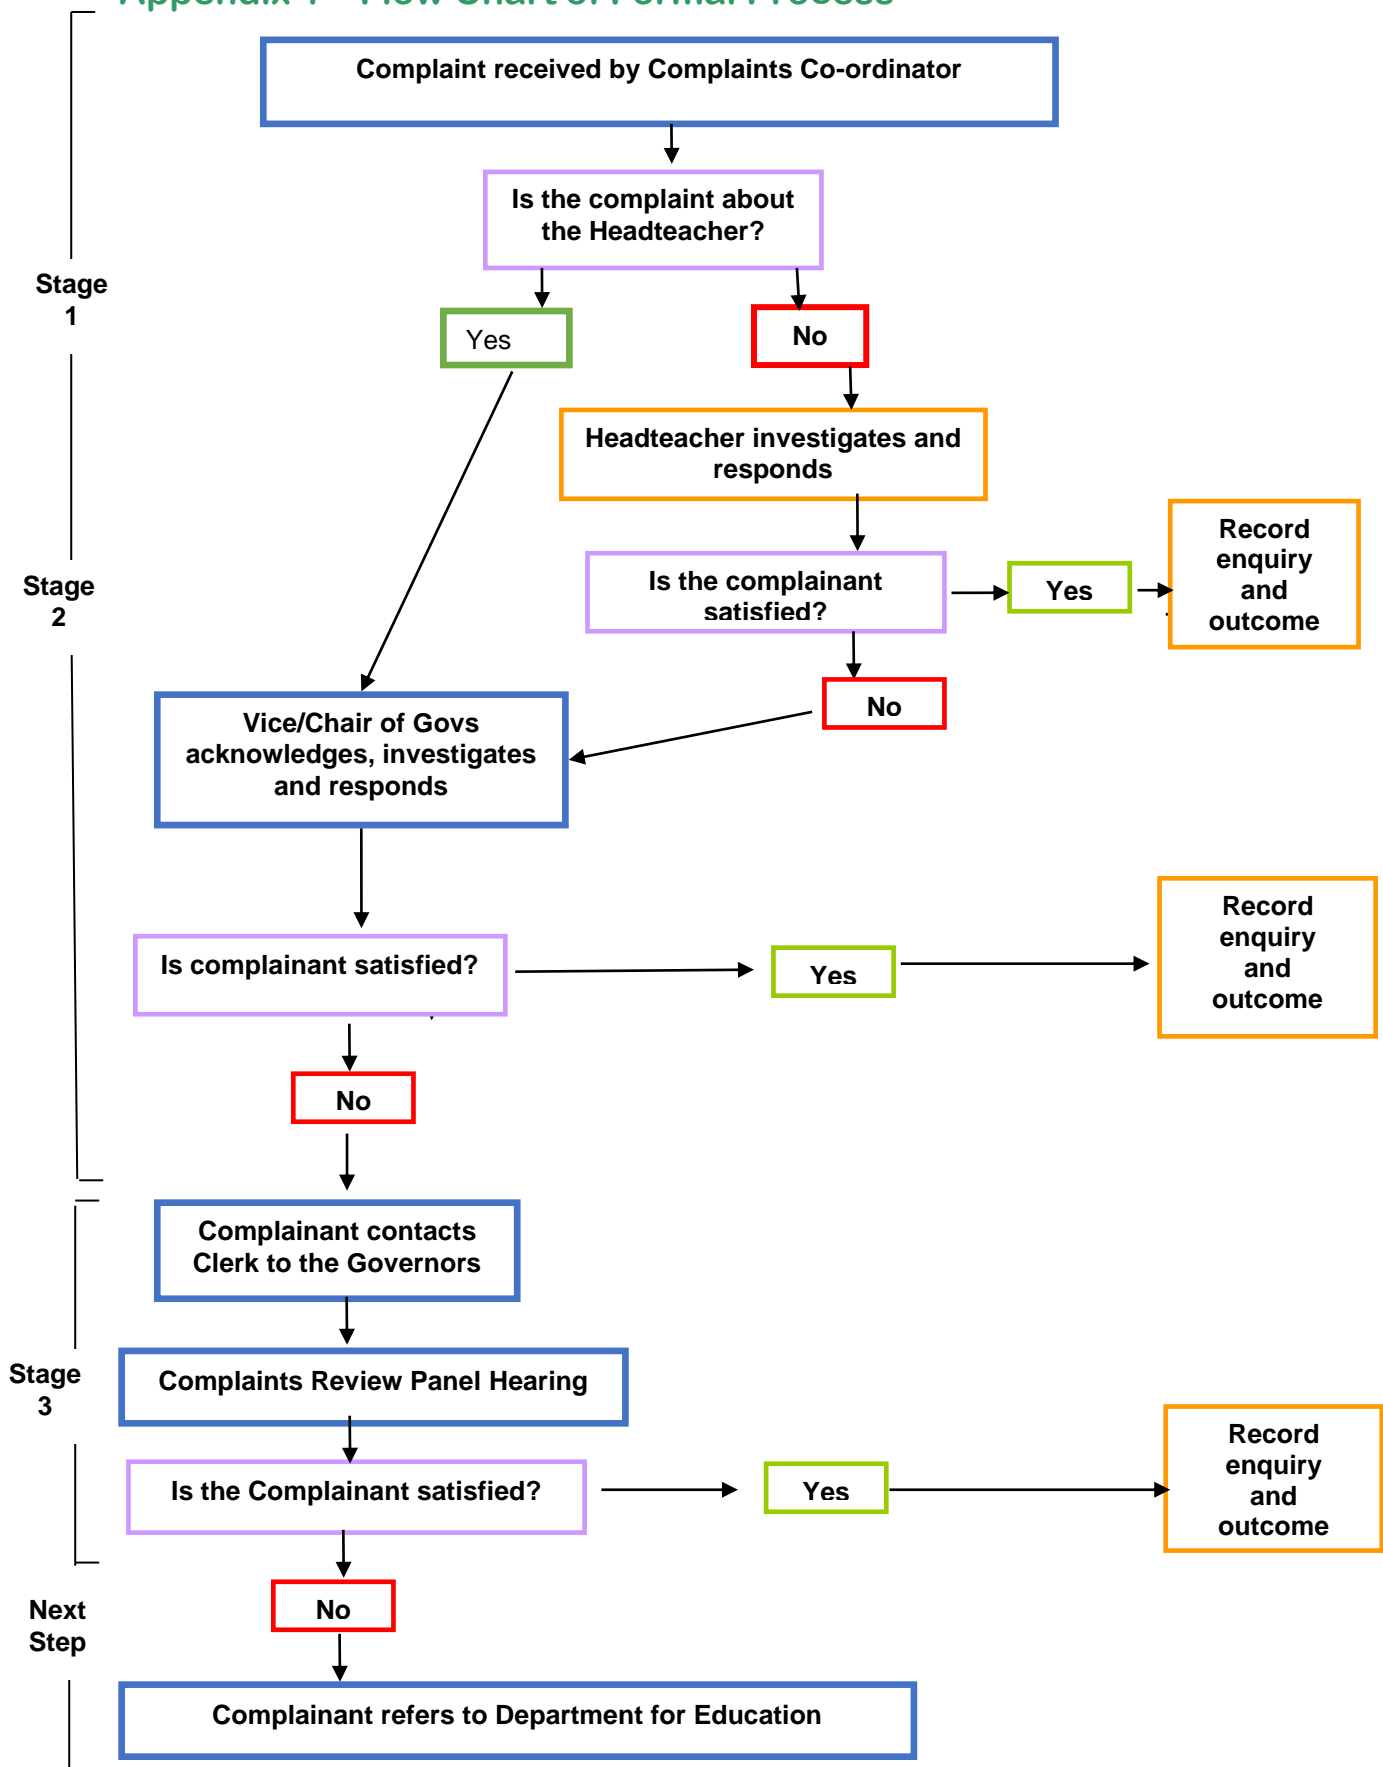 Complaint received by Complaints Co-ordinator
Is the complaint about
the Headteacher?
Stage
1
Yes
No
Headteacher investigates and
responds
Record
enquiry
and
outcome
Is the complainant
satisfied?
Yes
Stage
2
No
Vice/Chair of Govs
acknowledges, investigates
and responds
Record
enquiry
and
outcome
Is complainant satisfied?
Yes
No
Complainant contacts
Clerk to the Governors
Stage
3
Complaints Review Panel Hearing
Record
enquiry
and
outcome
Is the Complainant satisfied?
Yes
Next
Step
No
Complainant refers to Department for Education